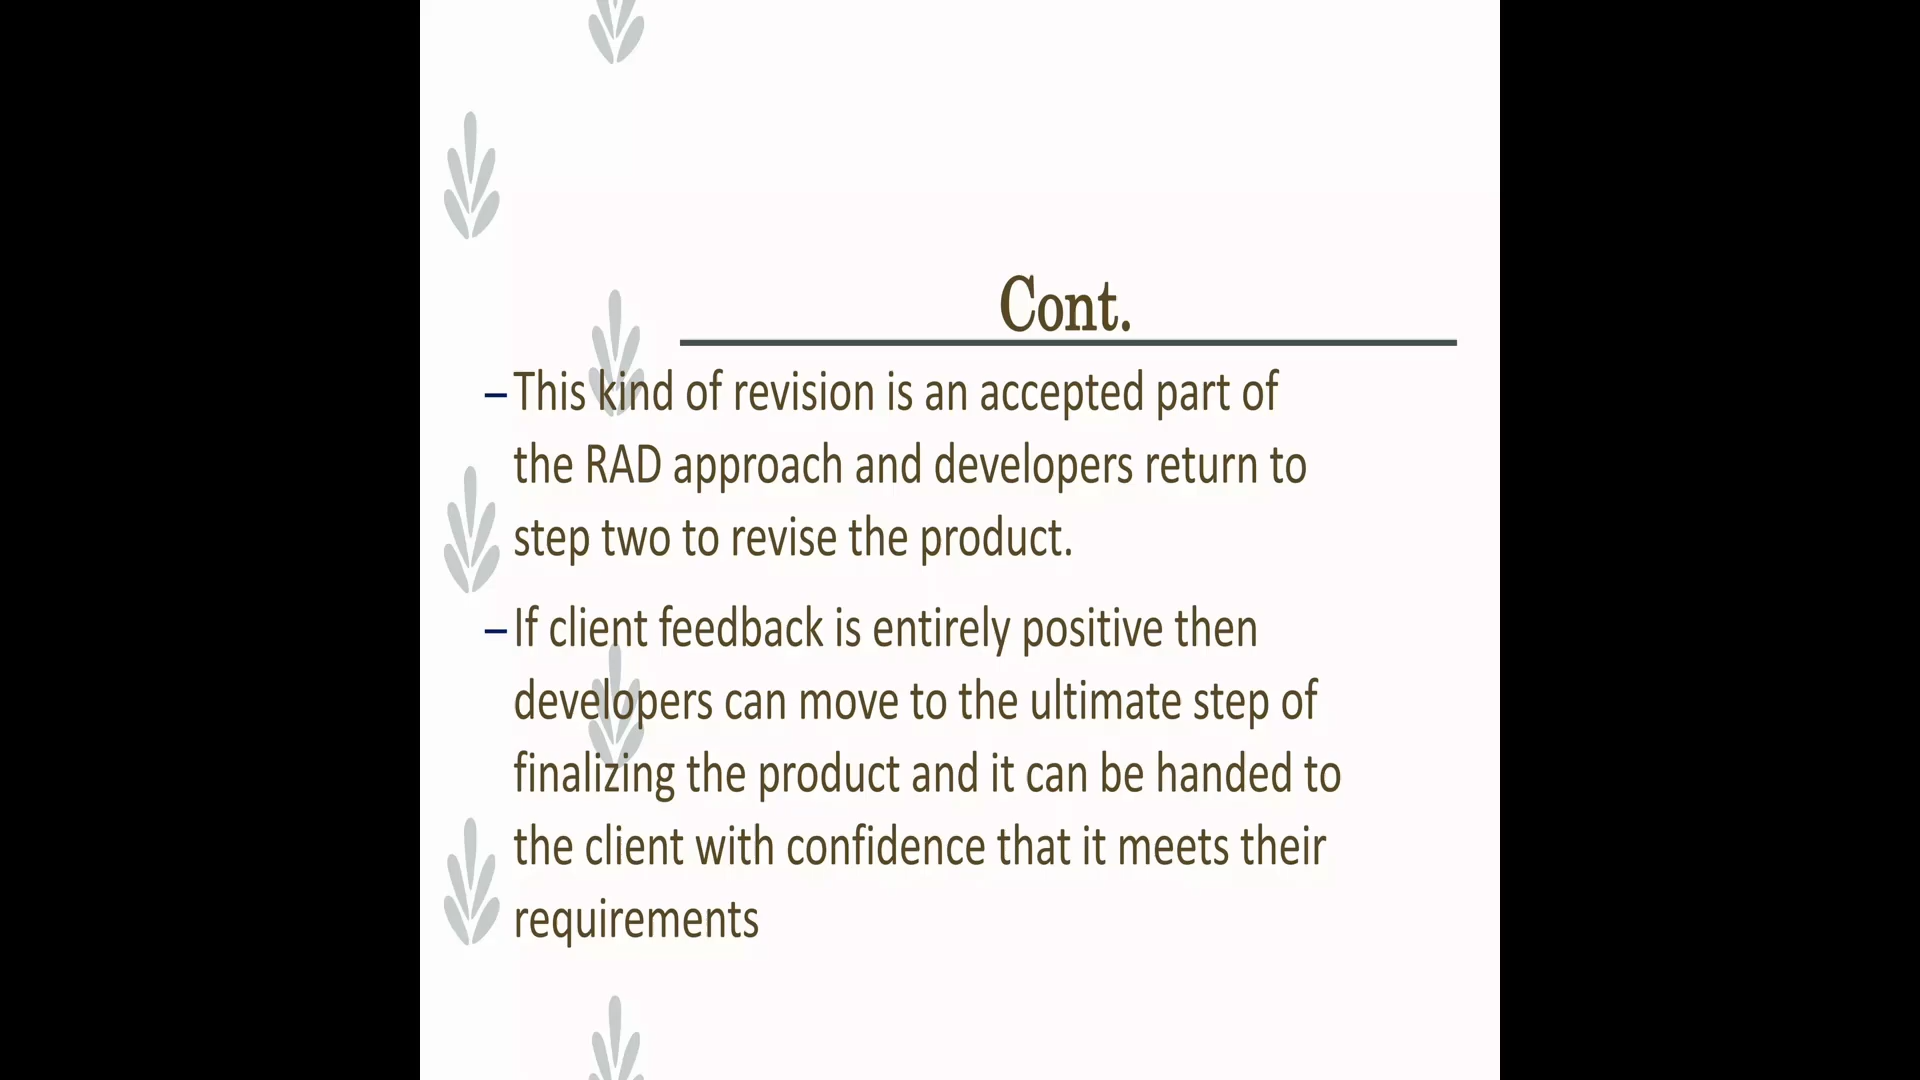 Cont.
–This kind of revision is an accepted part of
the RAD approach and developers return to
step two to revise the product.
–If client feedback is entirely positive then
developers can move to the ultimate step of
finalizing the product and it can be handed to
the client with confidence that it meets their
requirements